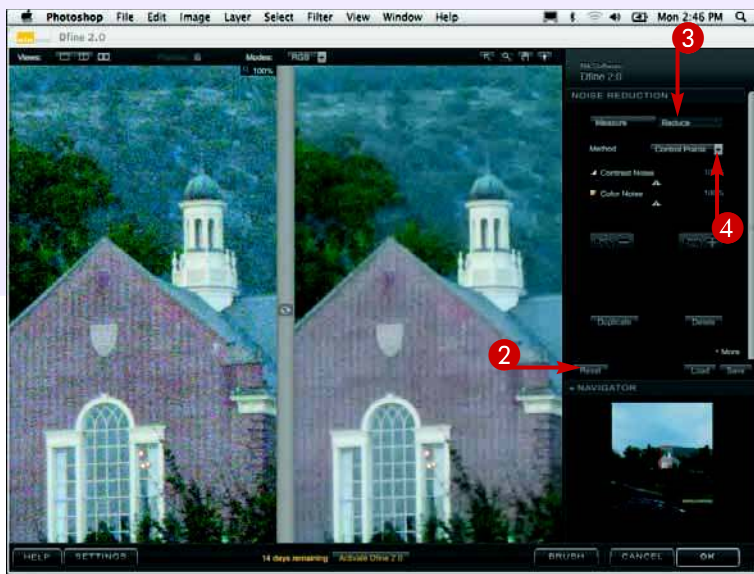 Photoshop File Edit Image Layer Select Filter View Window Help Mon 2:46 PM
Dfine 2.0
Views: Modes: RGB
100%
Dfine 2.0
NOISE REDUCTION
Measure Reduce
Method Control Points
Contrast Noise
Color Noise 100%
Duplicate Delete
More
Reset Load Save
NAVIGATOR
HELP SETTINGS 14 days remaining Activate Dfine 2.0 BRUSH CANCEL OK
3
4
2